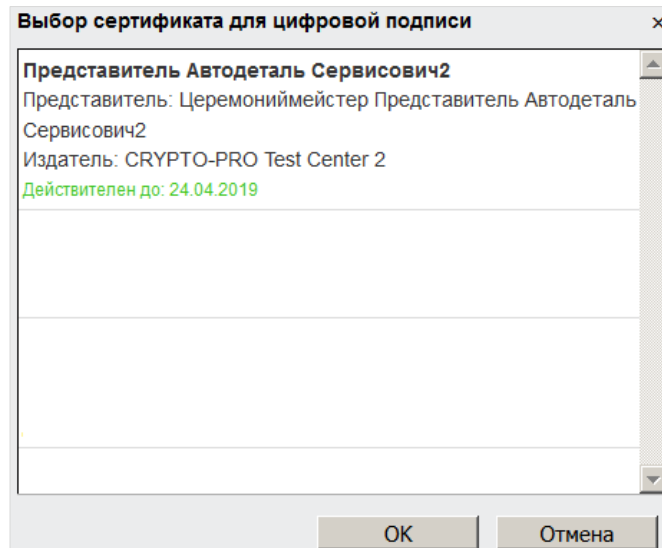 Выбор сертификата для цифровой подписи ×
Представитель Автодеталь Сервисович2
Представитель: Церемониймейстер Представитель Автодеталь
Сервисович2
Издатель: CRYPTO-PRO Test Center 2
Действителен до: 24.04.2019
OK Отмена